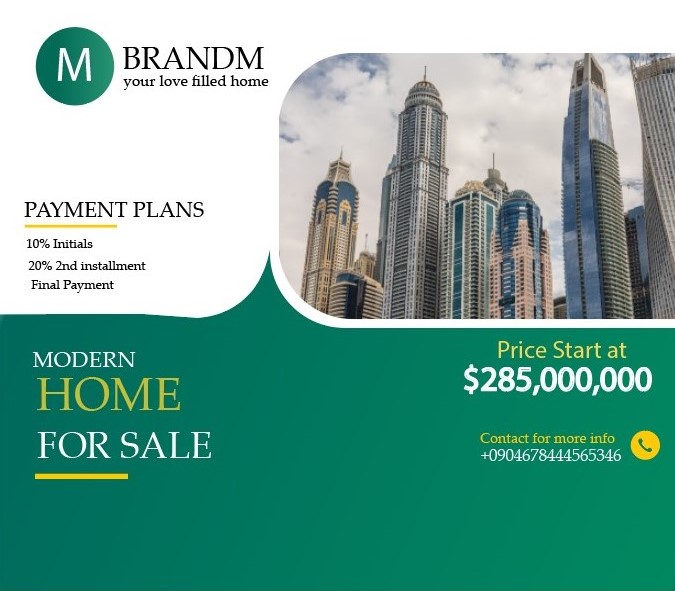 M
BRANDM
your love filled home
PAYMENT PLANS
10% Initials
20% 2nd installment
Final Payment
MODERN
HOME
FOR SALE
Price Start at
$285,000,000
Contact for more info
+0904678444565346